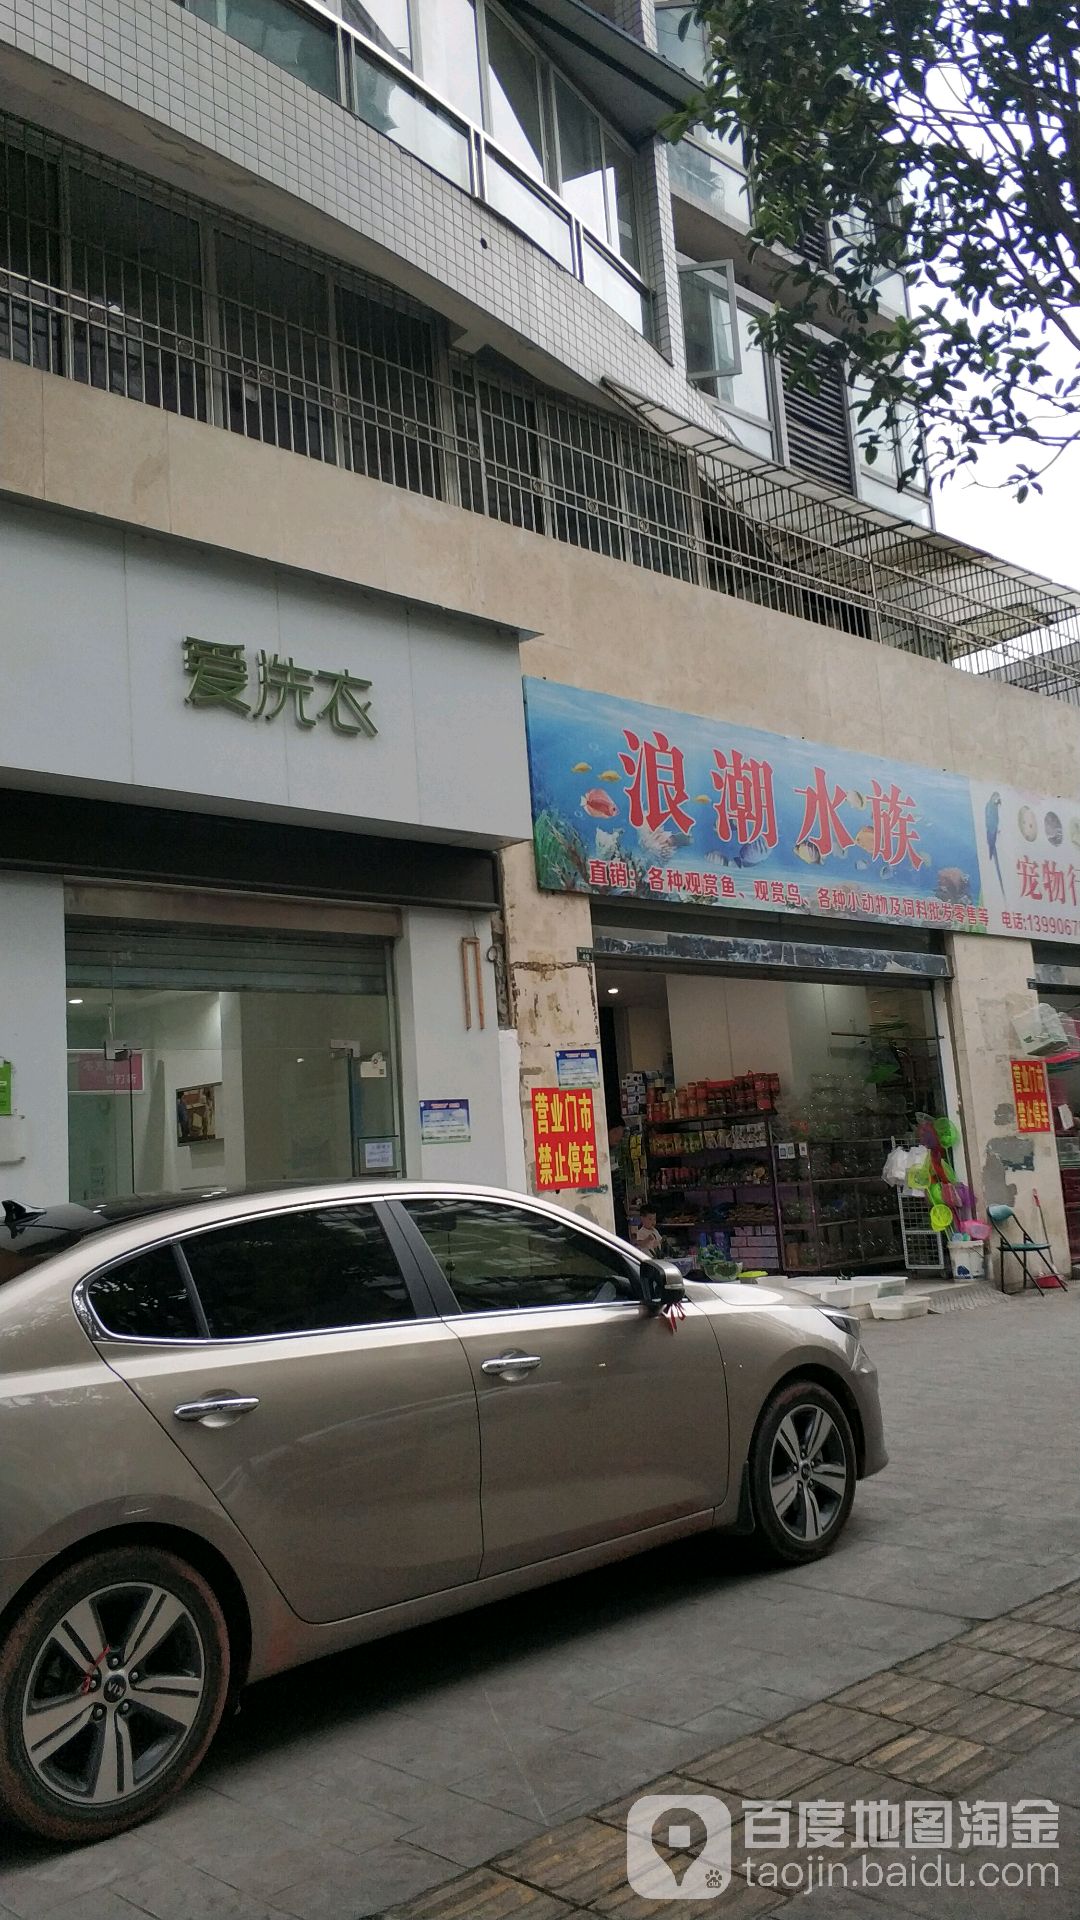 爱洗衣
浪潮水族
直销：各种观赏鱼、观赏鸟、各种小动物及饲料批发零售等
宠物行
电话:1399067
49
营业门市
禁止停车
营业门市
禁止停车
KIA
百度地图淘金
taojin.baidu.com